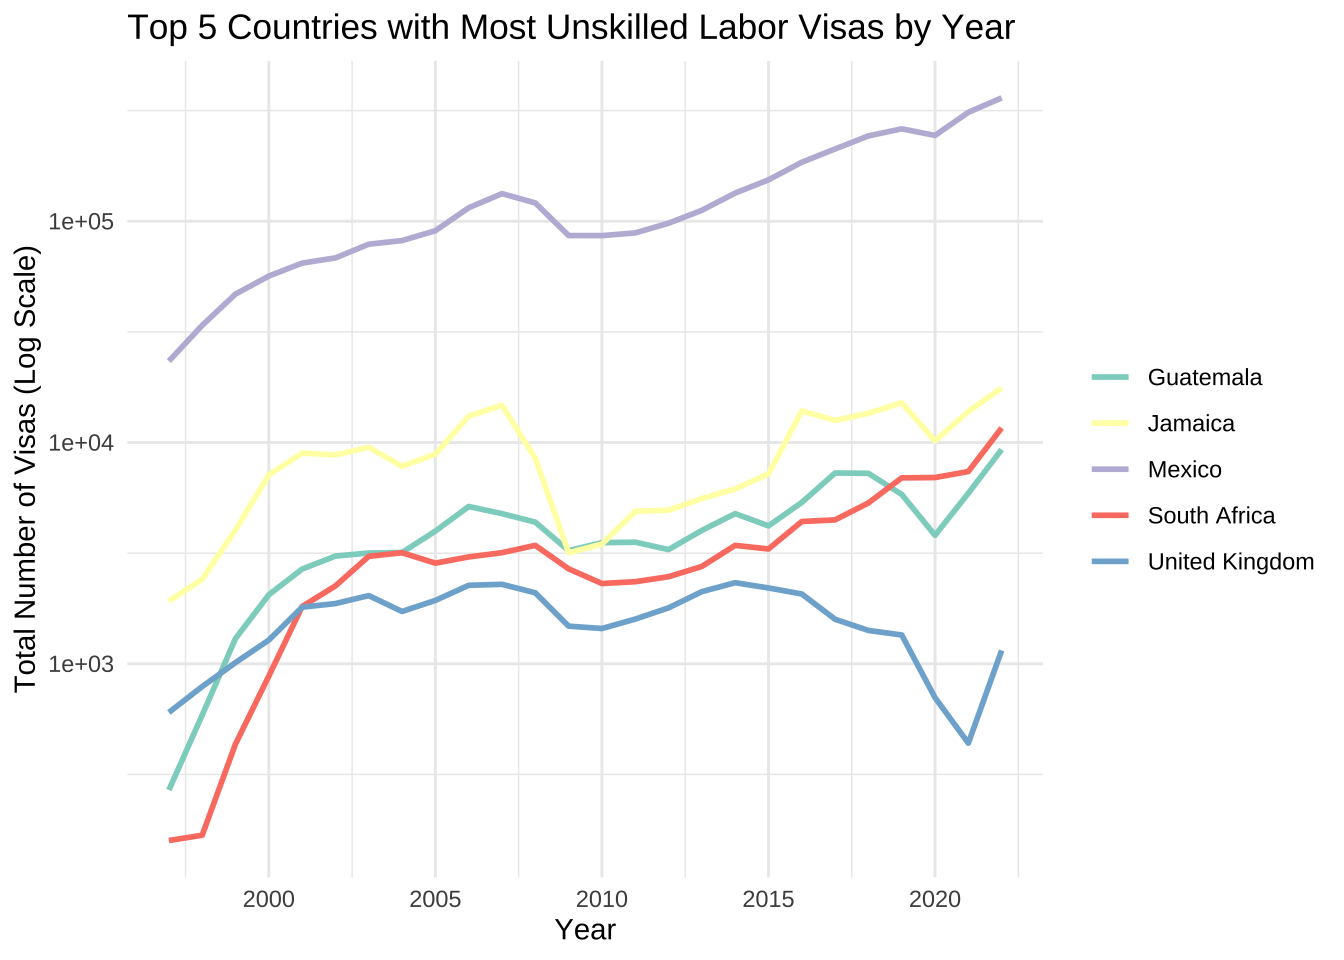 Top 5 Countries with Most Unskilled Labor Visas by Year
Total Number of Visas (Log Scale)
1e+05
1e+04
1e+03
2000 2005 2010 2015 2020
Year
Guatemala
Jamaica
Mexico
South Africa
United Kingdom